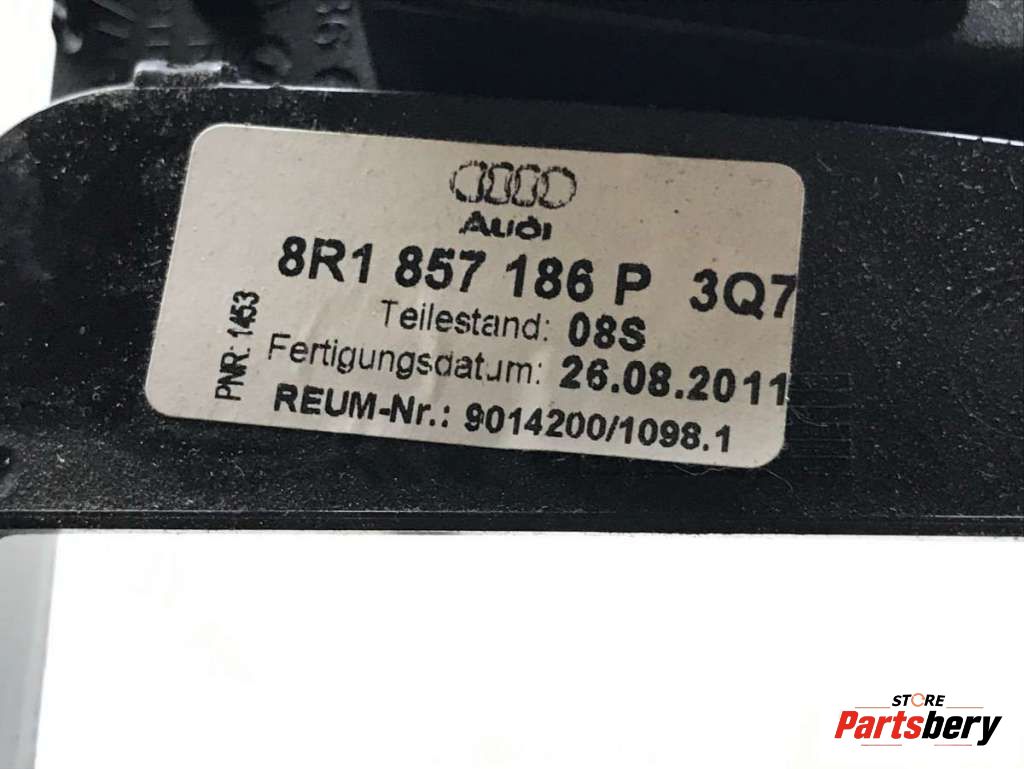 Audi
8R1 857 186 P 3Q7
Teilestand: 08S
Fertigungsdatum: 26.08.2011
REUM-Nr.: 9014200/1098.1
PNR: 1453
STORE
Partsbery